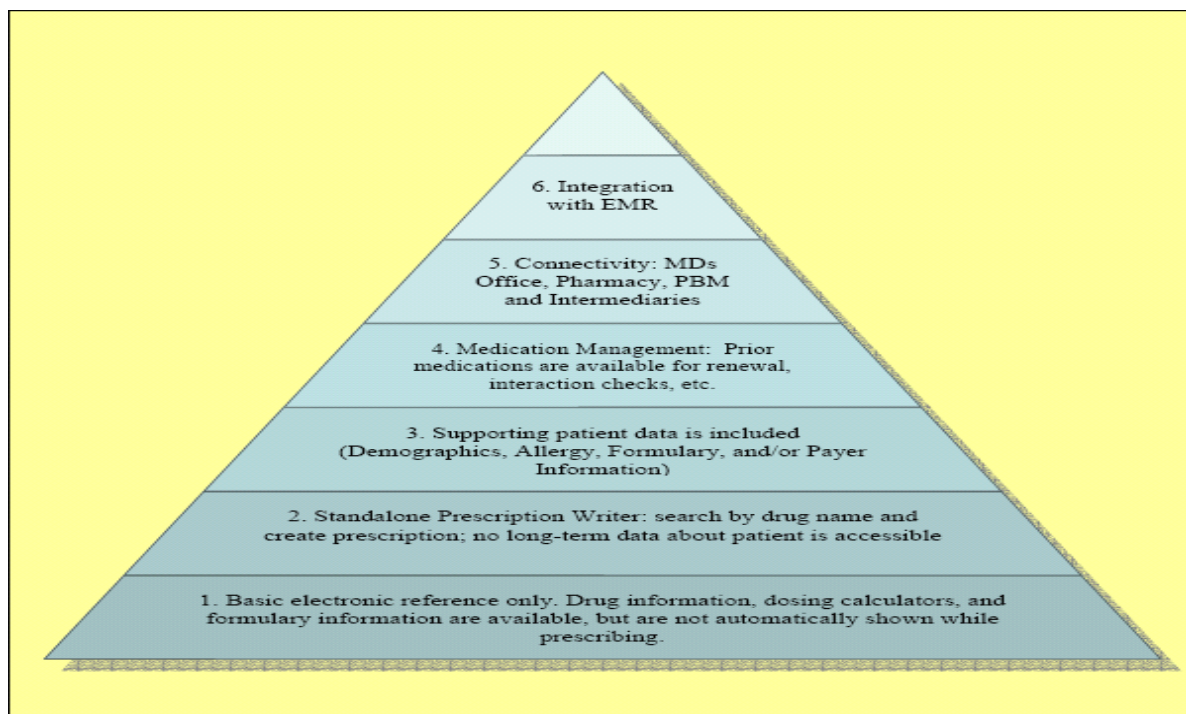 6. Integration
with EMR
5. Connectivity: MDs
Office, Pharmacy, PBM
and Intermediaries
4. Medication Management: Prior
medications are available for renewal,
interaction checks, etc.
3. Supporting patient data is included
(Demographics, Allergy, Formulary, and/or Payer
Information)
2. Standalone Prescription Writer: search by drug name and
create prescription; no long-term data about patient is accessible
1. Basic electronic reference only. Drug information, dosing calculators, and
formulary information are available, but are not automatically shown while
prescribing.